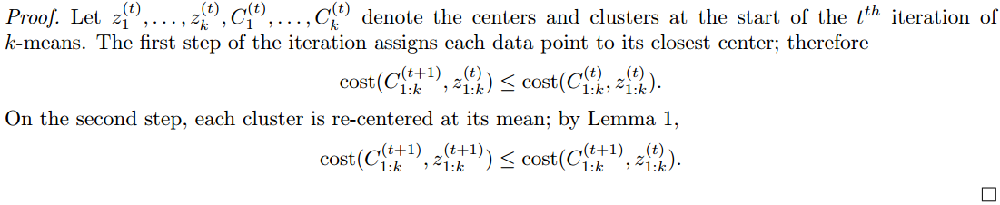 Proof. Let $z_1^{(t)}, \ldots, z_k^{(t)}, C_1^{(t)}, \ldots, C_k^{(t)}$ denote the centers and clusters at the start of the $t^{th}$ iteration of
$k$-means. The first step of the iteration assigns each data point to its closest center; therefore
$\text{cost}(C_{1:k}^{(t+1)}, z_{1:k}^{(t)}) \leq \text{cost}(C_{1:k}^{(t)}, z_{1:k}^{(t)}).$
On the second step, each cluster is re-centered at its mean; by Lemma 1,
$\text{cost}(C_{1:k}^{(t+1)}, z_{1:k}^{(t+1)}) \leq \text{cost}(C_{1:k}^{(t+1)}, z_{1:k}^{(t)}).$
□